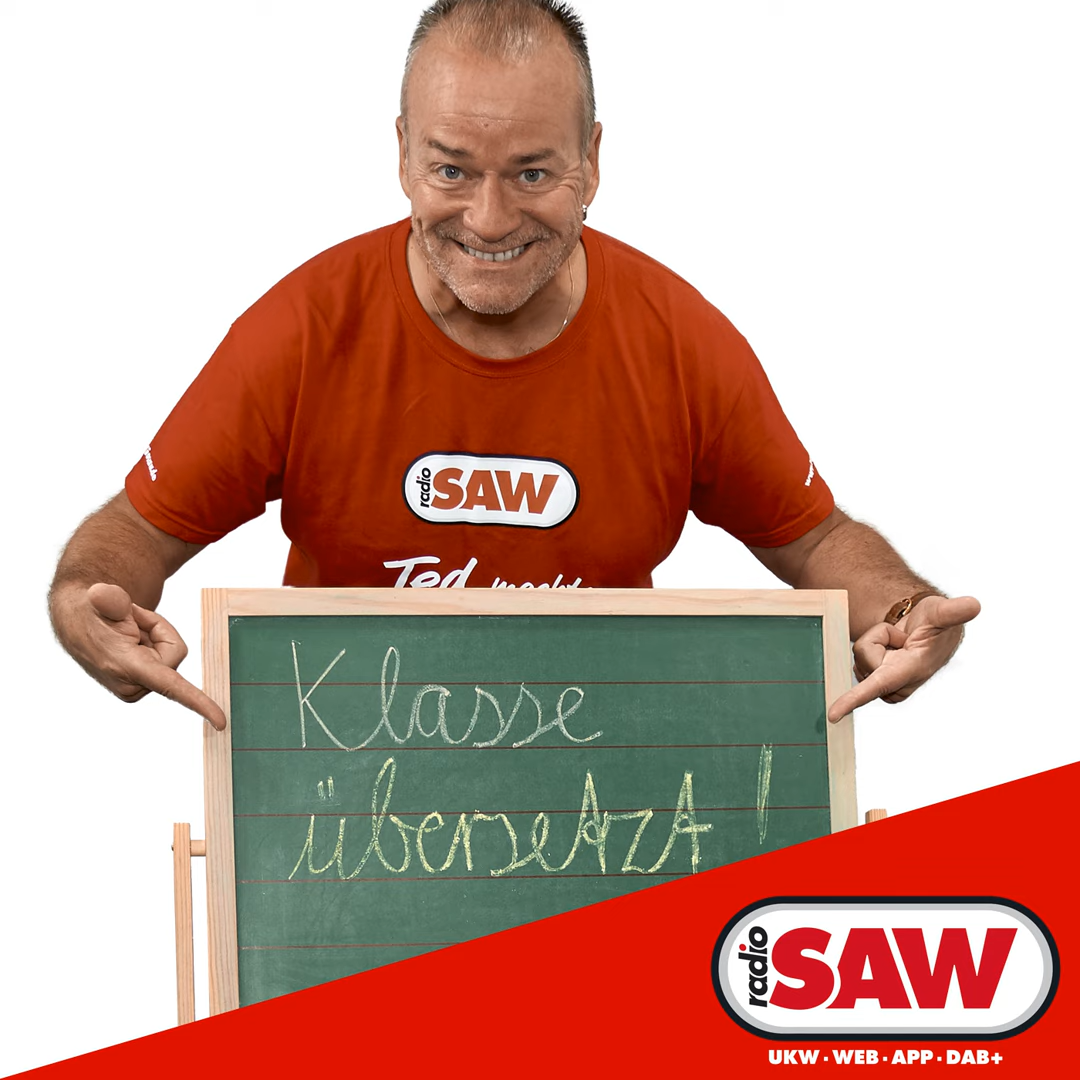 radio SAW
Ted
Klasse
übersetzt!
radio SAW
UKW · WEB · APP · DAB+